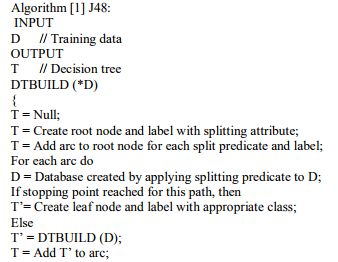 Algorithm [1] J48:
INPUT
D // Training data
OUTPUT
T // Decision tree
DTBUILD (*D)
{
T = Null;
T = Create root node and label with splitting attribute;
T = Add arc to root node for each split predicate and label;
For each arc do
D = Database created by applying splitting predicate to D;
If stopping point reached for this path, then
T’= Create leaf node and label with appropriate class;
Else
T’ = DTBUILD (D);
T = Add T’ to arc;